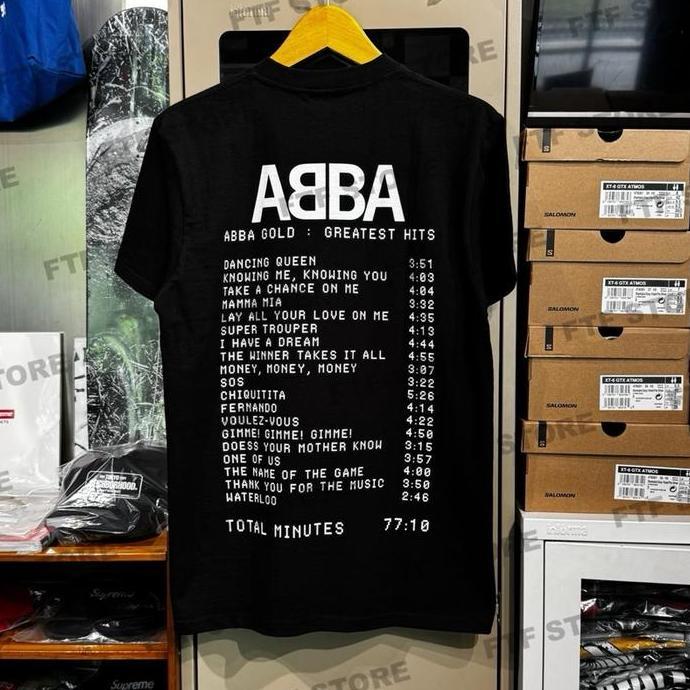 ABBA
ABBA GOLD : GREATEST HITS
DANCING QUEEN 3:51
KNOWING ME, KNOWING YOU 4:03
TAKE A CHANCE ON ME 4:04
MAMMA MIA 3:32
LAY ALL YOUR LOVE ON ME 4:35
SUPER TROUPER 4:13
I HAVE A DREAM 4:44
THE WINNER TAKES IT ALL 4:55
MONEY, MONEY, MONEY 3:07
SOS 3:22
CHIQUITITA 5:26
FERNANDO 4:14
VOULEZ-VOUS 4:22
GIMME! GIMME! GIMME! 4:50
DOESS YOUR MOTHER KNOW 3:15
ONE OF US 3:57
THE NAME OF THE GAME 4:00
THANK YOU FOR THE MUSIC 3:50
WATERLOO 2:46
TOTAL MINUTES 77:10
XT-6 GTX ATMOS
SALOMON
XT-6 GTX ATMOS
SALOMON
XT-6 GTX ATMOS
SALOMON
XT-6 GTX ATMOS
SALOMON
NEIGHBORHOOD.
Supreme
FTF STORE